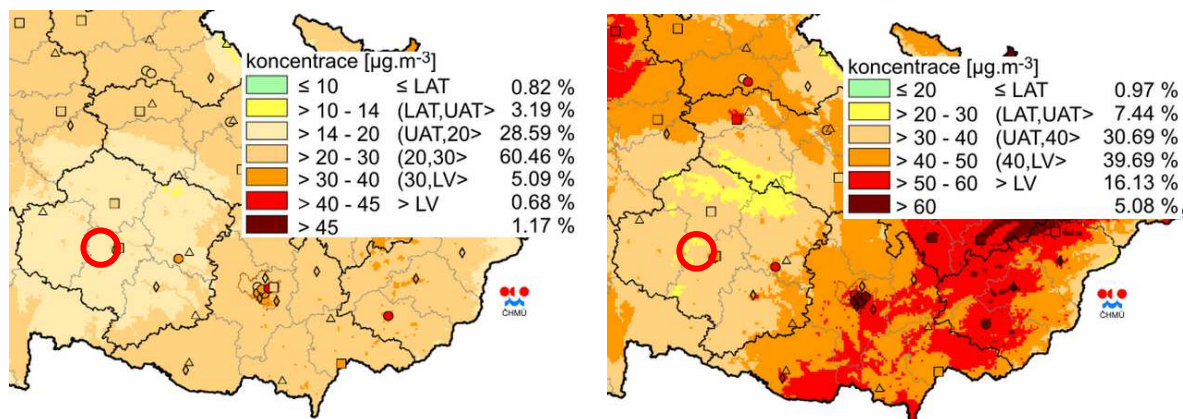 koncentrace [µg.m-3]
≤ 10 ≤ LAT 0.82 %
> 10 - 14 (LAT,UAT> 3.19 %
> 14 - 20 (UAT,20> 28.59 %
> 20 - 30 (20,30> 60.46 %
> 30 - 40 (30,LV> 5.09 %
> 40 - 45 > LV 0.68 %
> 45 1.17 %
ČHMÚ
koncentrace [µg.m-3]
≤ 20 ≤ LAT 0.97 %
> 20 - 30 (LAT,UAT> 7.44 %
> 30 - 40 (UAT,40> 30.69 %
> 40 - 50 (40,LV> 39.69 %
> 50 - 60 > LV 16.13 %
> 60 5.08 %
ČHMÚ